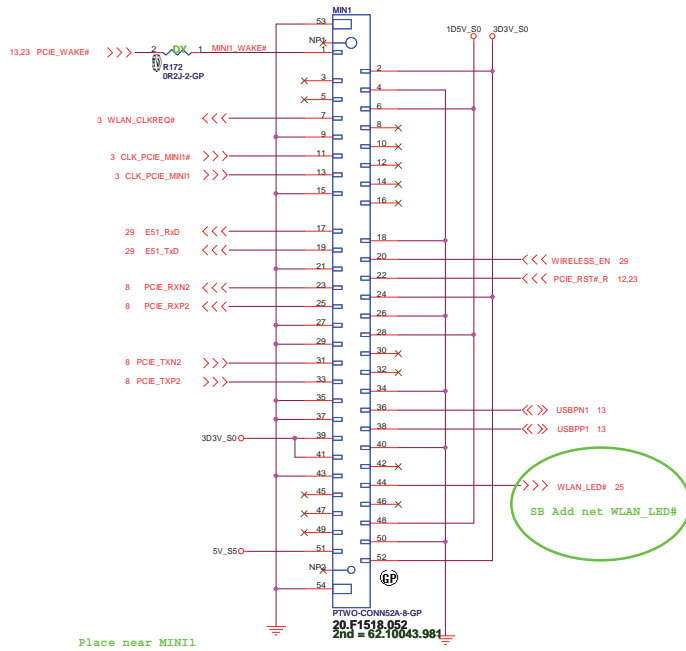 MIN1
53
1D5V_S0 3D3V_S0
NP1
13,23 PCIE_WAKE# 2 DY 1 MINI1_WAKE# 1
R172
0R2J-2-GP
2
3
4
5
6
3 WLAN_CLKREQ# 7
8
9
10
3 CLK_PCIE_MINI1# 11
12
3 CLK_PCIE_MINI1 13
14
15
16
29 E51_RxD 17
18
29 E51_TxD 19
20 WIRELESS_EN 29
21
22 PCIE_RST#_R 12,23
8 PCIE_RXN2 23
24
8 PCIE_RXP2 25
26
27
28
29
30
8 PCIE_TXN2 31
32
8 PCIE_TXP2 33
34
35
36 USBPN1 13
37
38 USBPP1 13
3D3V_S0 39
40
41
42
43
44 WLAN_LED# 25
45
46
SB Add net WLAN_LED#
47
48
49
50
5V_S5 51
52
NP2
GP
54
PTWO-CONN52A-8-GP
20.F1518.052
2nd = 62.10043.981
Place near MINI1